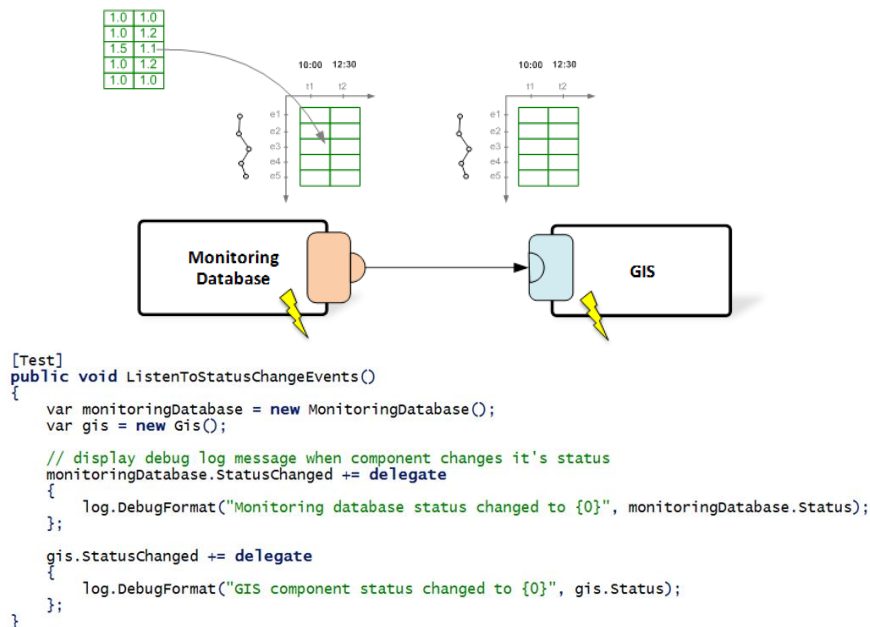 1.0 1.0
1.0 1.2
1.5 1.1
1.0 1.2
1.0 1.0
10:00 12:30
t1 t2
e1
e2
e3
e4
e5
10:00 12:30
t1 t2
e1
e2
e3
e4
e5
Monitoring
Database
GIS
[Test]
public void ListenToStatusChangeEvents()
{
    var monitoringDatabase = new MonitoringDatabase();
    var gis = new Gis();

    // display debug log message when component changes it's status
    monitoringDatabase.StatusChanged += delegate
    {
        log.DebugFormat("Monitoring database status changed to {0}", monitoringDatabase.Status);
    };

    gis.StatusChanged += delegate
    {
        log.DebugFormat("GIS component status changed to {0}", gis.Status);
    };
}